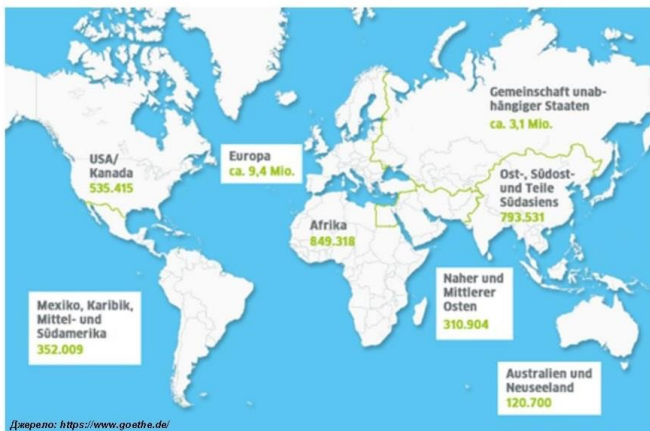 Gemeinschaft unab-
hängiger Staaten
ca. 3,1 Mio.
USA/
Kanada
535.415
Europa
ca. 9,4 Mio.
Ost-, Südost-
und Teile
Südasiens
793.531
Afrika
849.318
Naher und
Mittlerer
Osten
310.904
Mexiko, Karibik,
Mittel- und
Südamerika
352.009
Australien und
Neuseeland
120.700
Джерело: https://www.goethe.de/